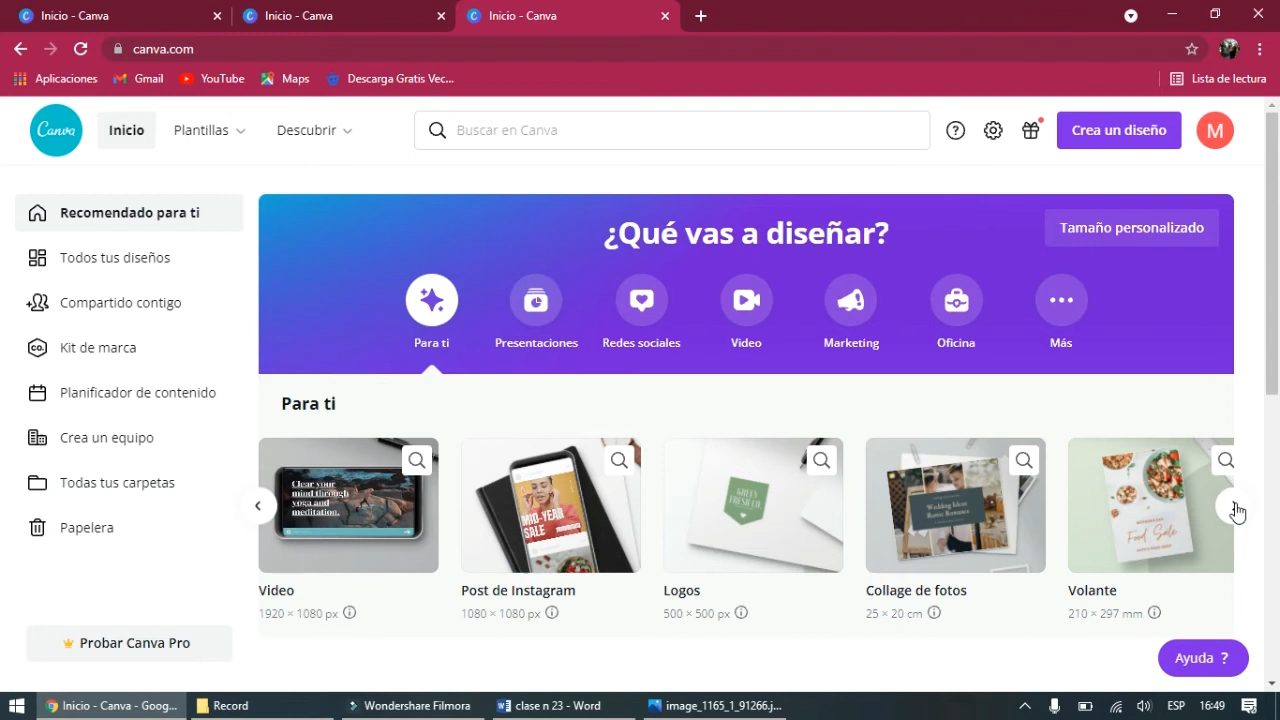 Inicio - Canva
Inicio - Canva
Inicio - Canva
canva.com
Aplicaciones
Gmail
YouTube
Maps
Descarga Gratis Vec...
Lista de lectura
Canva
Inicio
Plantillas
Descubrir
Buscar en Canva
Crea un diseño
M
Recomendado para ti
Todos tus diseños
Compartido contigo
Kit de marca
Planificador de contenido
Crea un equipo
Todas tus carpetas
Papelera
Probar Canva Pro
¿Qué vas a diseñar?
Tamaño personalizado
Para ti
Presentaciones
Redes sociales
Video
Marketing
Oficina
Más
Para ti
Clear your
mind through
yoga and
meditation.
MID-YEAR
SALE
GREEN
FRESHER
Wedding Ideas
Rustic Romance
Food Sale
Video
1920 × 1080 px
Post de Instagram
1080 × 1080 px
Logos
500 × 500 px
Collage de fotos
25 × 20 cm
Volante
210 × 297 mm
Ayuda ?
Inicio - Canva - Goog...
Record
Wondershare Filmora
clase n 23 - Word
image_1165_1_91266.j...
ESP
16:49